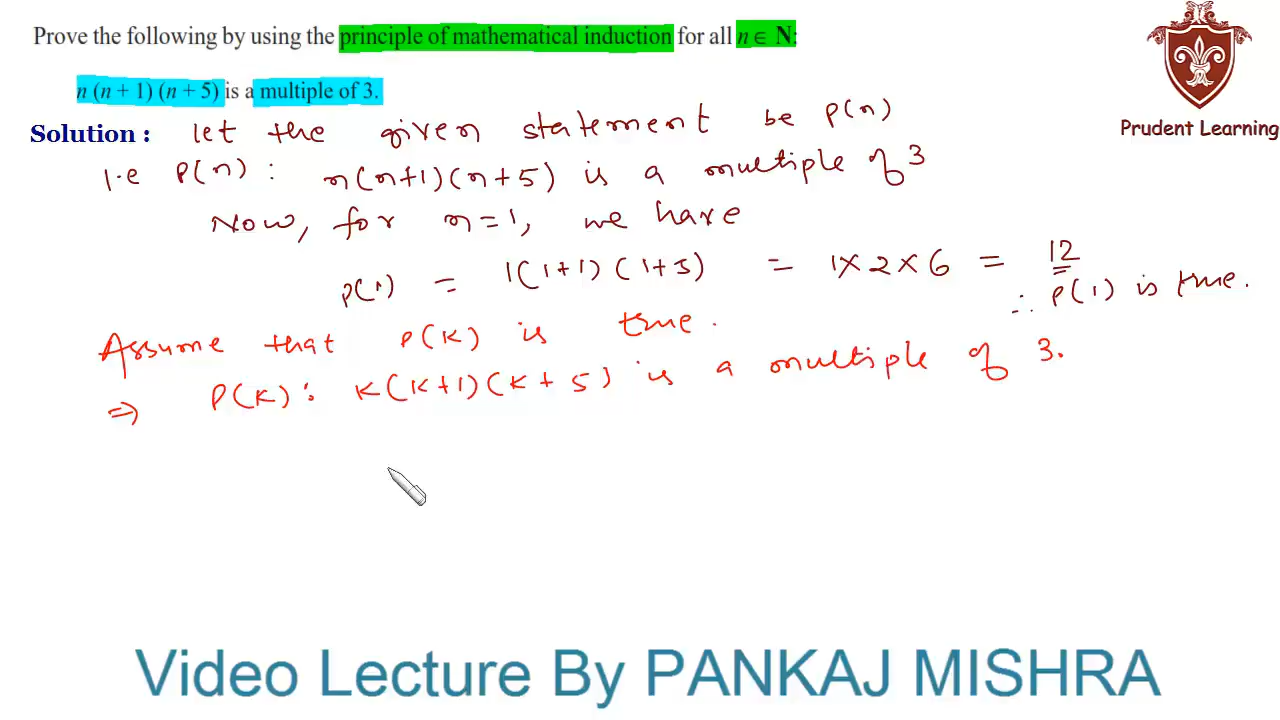 Prove the following by using the principle of mathematical induction for all n ∈ N:
n (n + 1) (n + 5) is a multiple of 3.
Prudent Learning
Solution : let the given statement be P(n)
i.e P(n) : n(n+1)(n+5) is a multiple of 3
Now, for n=1, we have
P(1) = 1(1+1)(1+5) = 1×2×6 = 12
∴ P(1) is true.
Assume that P(K) is true.
⇒ P(K): K(K+1)(K+5) is a multiple of 3.
Video Lecture By PANKAJ MISHRA